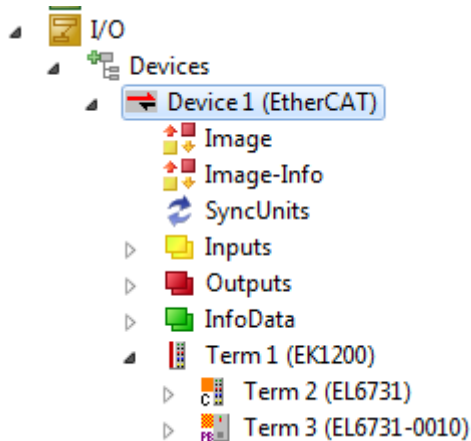 I/O
Devices
Device 1 (EtherCAT)
Image
Image-Info
SyncUnits
Inputs
Outputs
InfoData
Term 1 (EK1200)
Term 2 (EL6731)
Term 3 (EL6731-0010)